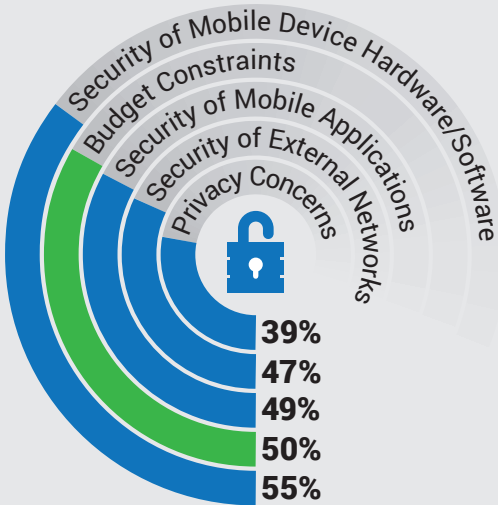 Security of Mobile Device Hardware/Software
Budget Constraints
Security of Mobile Applications
Security of External Networks
Privacy Concerns
39%
47%
49%
50%
55%